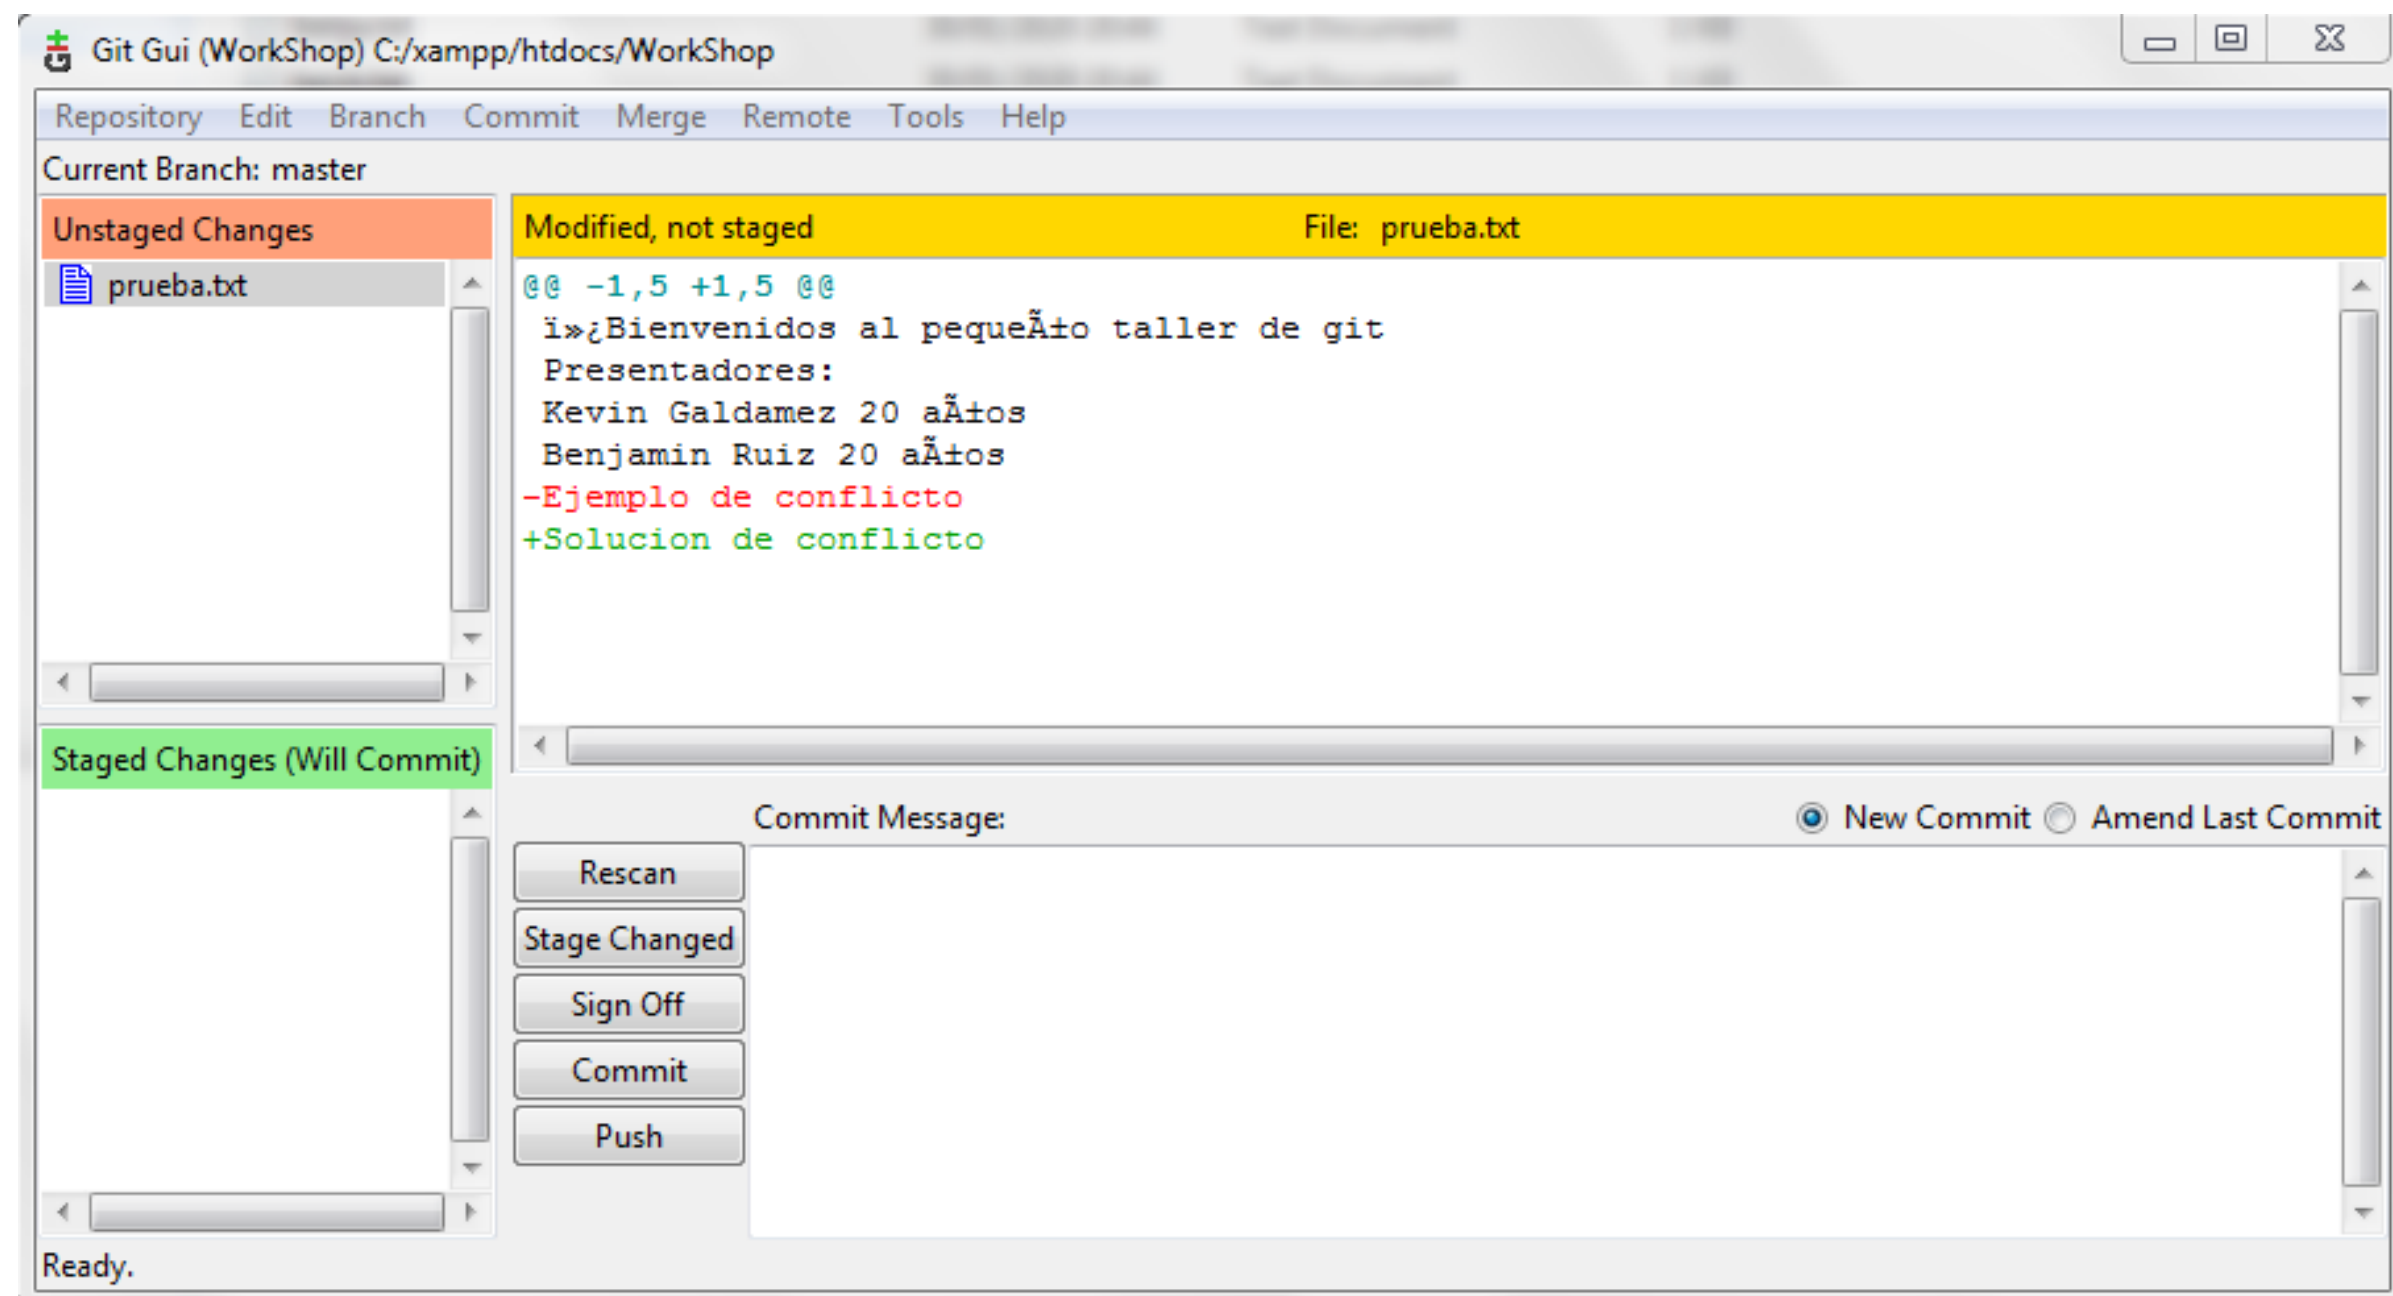 Git Gui (WorkShop) C:/xampp/htdocs/WorkShop
Repository Edit Branch Commit Merge Remote Tools Help
Current Branch: master
Unstaged Changes
prueba.txt
Modified, not staged File: prueba.txt
@@ -1,5 +1,5 @@
ï»¿Bienvenidos al pequeÃ±o taller de git
Presentadores:
Kevin Galdamez 20 aÃ±os
Benjamin Ruiz 20 aÃ±os
-Ejemplo de conflicto
+Solucion de conflicto
Staged Changes (Will Commit)
Commit Message: New Commit Amend Last Commit
Rescan
Stage Changed
Sign Off
Commit
Push
Ready.